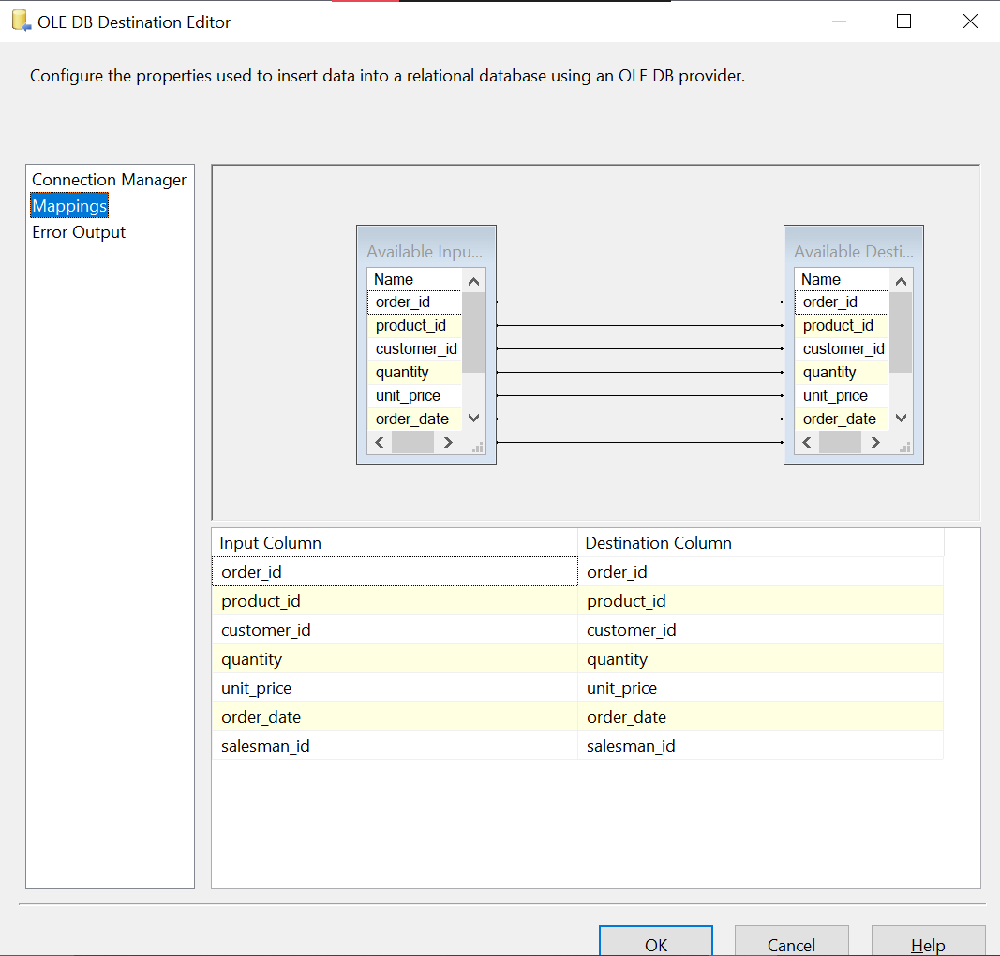 OLE DB Destination Editor
Configure the properties used to insert data into a relational database using an OLE DB provider.
Connection Manager
Mappings
Error Output
Available Inpu...
Name
order_id
product_id
customer_id
quantity
unit_price
order_date
Available Desti...
Name
order_id
product_id
customer_id
quantity
unit_price
order_date
Input Column Destination Column
order_id order_id
product_id product_id
customer_id customer_id
quantity quantity
unit_price unit_price
order_date order_date
salesman_id salesman_id
OK Cancel Help